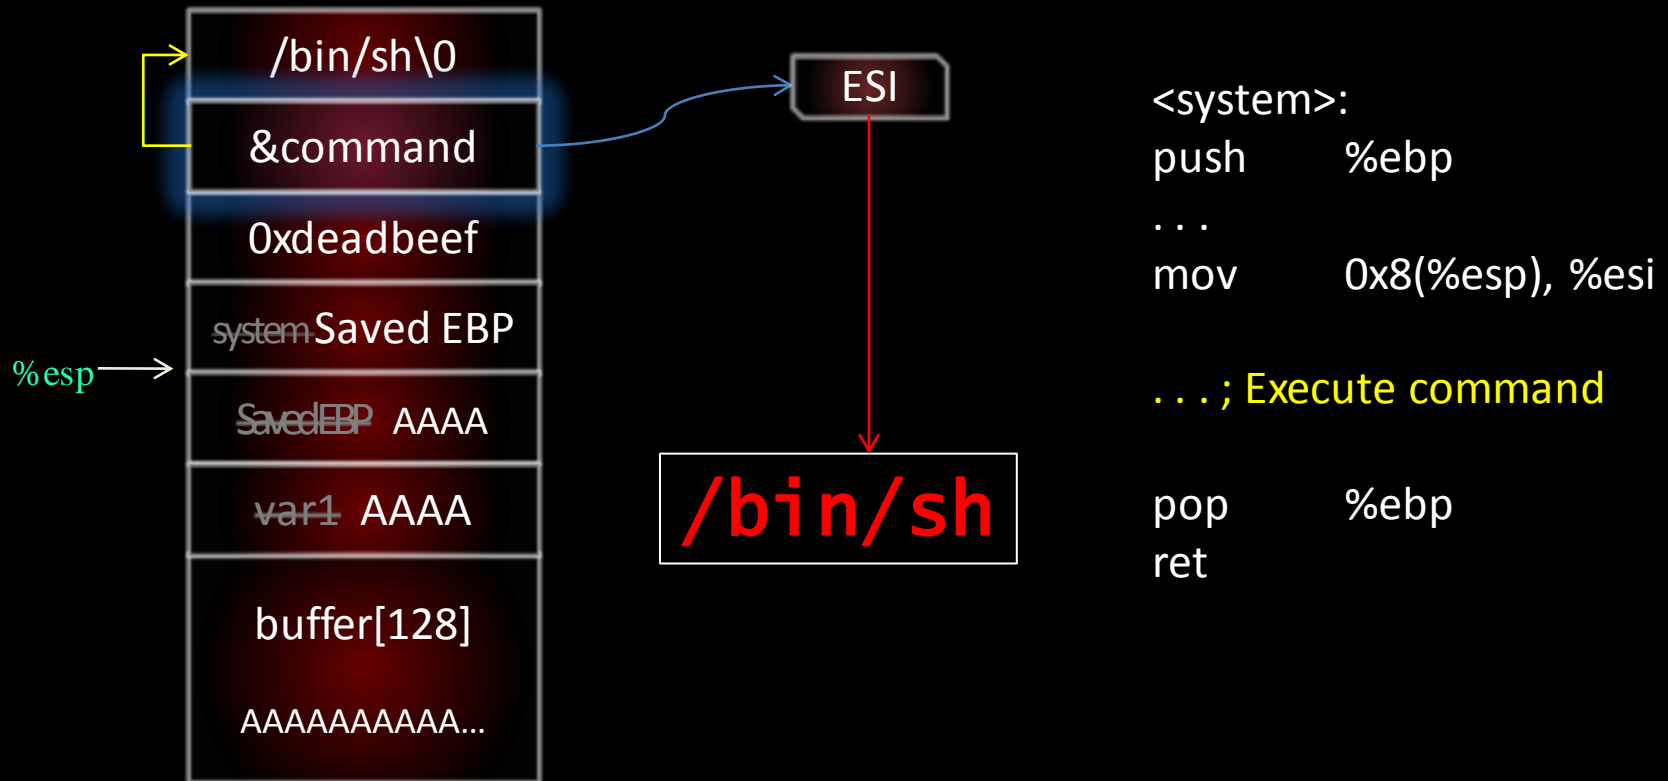 /bin/sh\0
&command
0xdeadbeef
system Saved EBP
%esp
SavedEBP AAAA
var1 AAAA
buffer[128]
AAAAAAAAAA...
ESI
/bin/sh
<system>:
push %ebp
. . .
mov 0x8(%esp), %esi
. . . ; Execute command
pop %ebp
ret